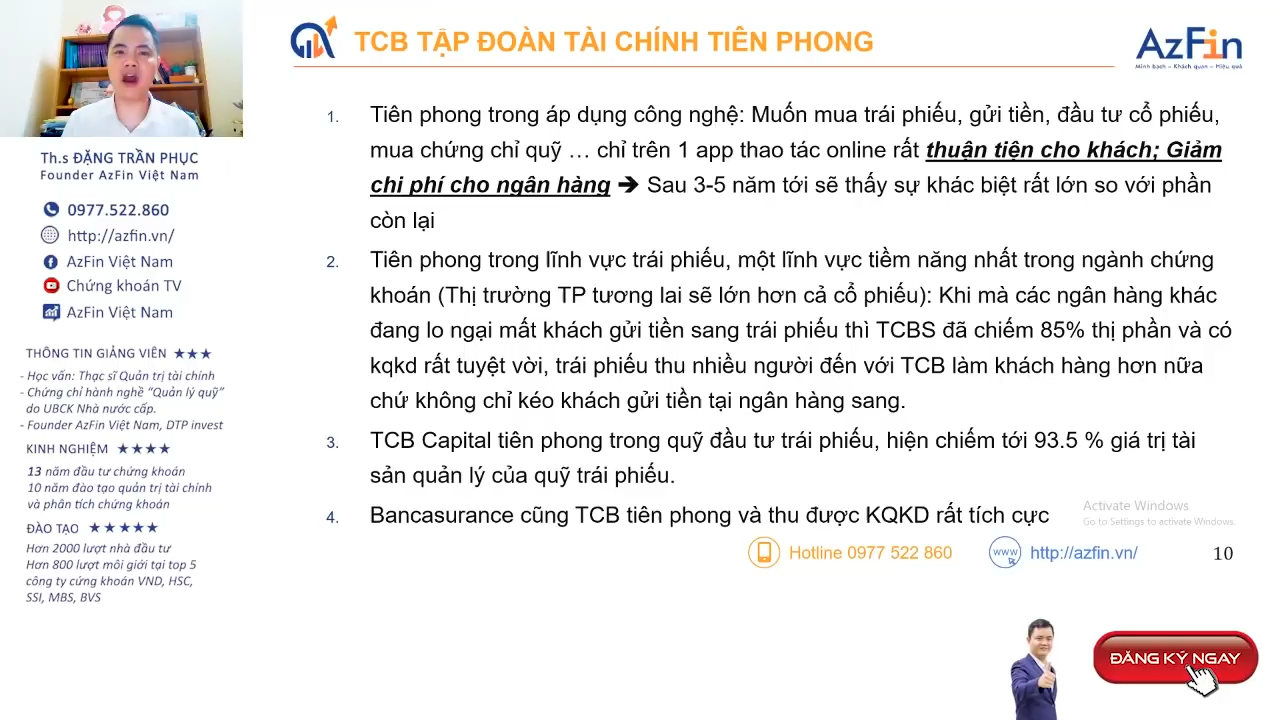 TCB TẬP ĐOÀN TÀI CHÍNH TIÊN PHONG
AzFin
Minh bạch – Khách quan – Hiệu quả
Th.s ĐẶNG TRẦN PHỤC
Founder AzFin Việt Nam
0977.522.860
http://azfin.vn/
AzFin Việt Nam
Chứng khoán TV
AzFin Việt Nam
THÔNG TIN GIẢNG VIÊN ★★★
- Học vấn: Thạc sĩ Quản trị tài chính
- Chứng chỉ hành nghề “Quản lý quỹ”
do UBCK Nhà nước cấp.
- Founder AzFin Việt Nam, DTP invest
KINH NGHIỆM ★★★★
13 năm đầu tư chứng khoán
10 năm đào tạo quản trị tài chính
và phân tích chứng khoán
ĐÀO TẠO ★★★★★
Hơn 2000 lượt nhà đầu tư
Hơn 800 lượt môi giới tại top 5
công ty cứng khoán VND, HSC,
SSI, MBS, BVS
1. Tiên phong trong áp dụng công nghệ: Muốn mua trái phiếu, gửi tiền, đầu tư cổ phiếu,
mua chứng chỉ quỹ … chỉ trên 1 app thao tác online rất thuận tiện cho khách; Giảm
chi phí cho ngân hàng ➔ Sau 3-5 năm tới sẽ thấy sự khác biệt rất lớn so với phần
còn lại
2. Tiên phong trong lĩnh vực trái phiếu, một lĩnh vực tiềm năng nhất trong ngành chứng
khoán (Thị trường TP tương lai sẽ lớn hơn cả cổ phiếu): Khi mà các ngân hàng khác
đang lo ngại mất khách gửi tiền sang trái phiếu thì TCBS đã chiếm 85% thị phần và có
kqkd rất tuyệt vời, trái phiếu thu nhiều người đến với TCB làm khách hàng hơn nữa
chứ không chỉ kéo khách gửi tiền tại ngân hàng sang.
3. TCB Capital tiên phong trong quỹ đầu tư trái phiếu, hiện chiếm tới 93.5 % giá trị tài
sản quản lý của quỹ trái phiếu.
4. Bancasurance cũng TCB tiên phong và thu được KQKD rất tích cực
Activate Windows
Go to Settings to activate Windows.
Hotline 0977 522 860
www
http://azfin.vn/
10
ĐĂNG KÝ NGAY